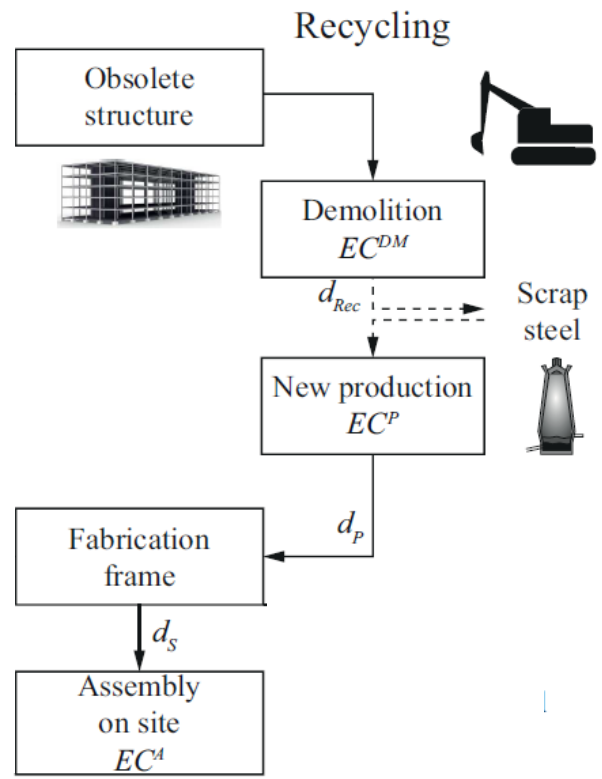 Recycling
Obsolete
structure
Demolition
EC^DM
d_Rec
Scrap
steel
New production
EC^P
d_P
Fabrication
frame
d_S
Assembly
on site
EC^A